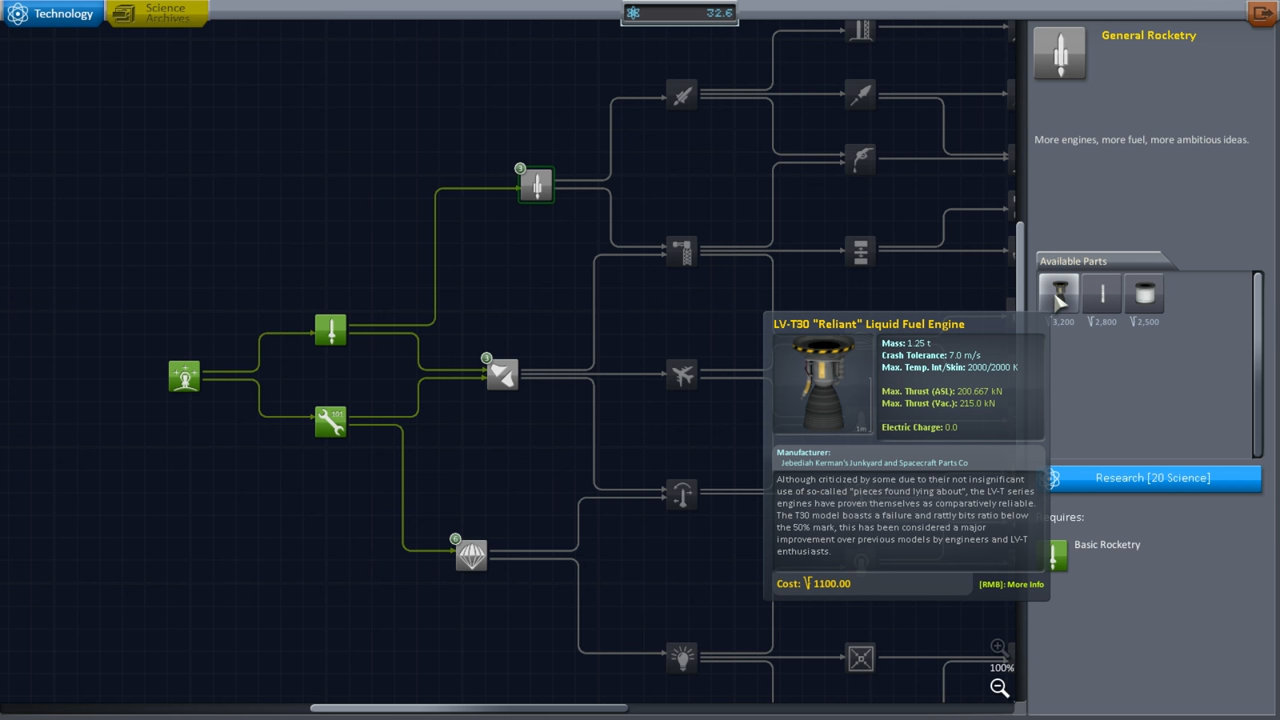 Technology
Science
Archives
32.6
General Rocketry
More engines, more fuel, more ambitious ideas.
3
Available Parts
3,200
2,800
2,500
LV-T30 "Reliant" Liquid Fuel Engine
Mass: 1.25 t
Crash Tolerance: 7.0 m/s
Max. Temp. Int/Skin: 2000/2000 K
Max. Thrust (ASL): 200.667 kN
Max. Thrust (Vac.): 215.0 kN
Electric Charge: 0.0
1m
3
101
Manufacturer:
Jebediah Kerman's Junkyard and Spacecraft Parts Co
Although criticized by some due to their not insignificant
use of so-called "pieces found lying about", the LV-T series
engines have proven themselves as comparatively reliable.
The T30 model boasts a failure and rattly bits ratio below
the 50% mark, this has been considered a major
improvement over previous models by engineers and LV-T
enthusiasts.
Cost: 1100.00
[RMB]: More Info
Research [20 Science]
Requires:
Basic Rocketry
6
100%